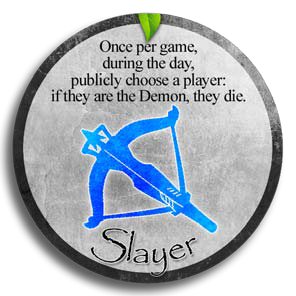 Once per game,
during the day,
publicly choose a player:
if they are the Demon, they die.
Slayer